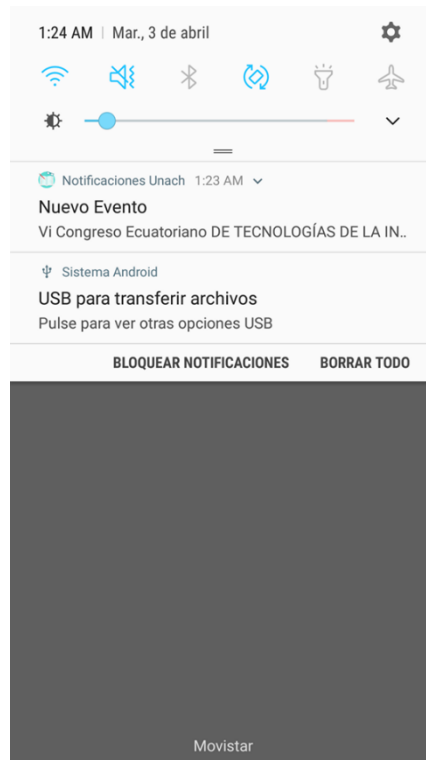 1:24 AM | Mar., 3 de abril
Notificaciones Unach 1:23 AM
Nuevo Evento
Vi Congreso Ecuatoriano DE TECNOLOGÍAS DE LA IN..
Sistema Android
USB para transferir archivos
Pulse para ver otras opciones USB
BLOQUEAR NOTIFICACIONES BORRAR TODO
Movistar